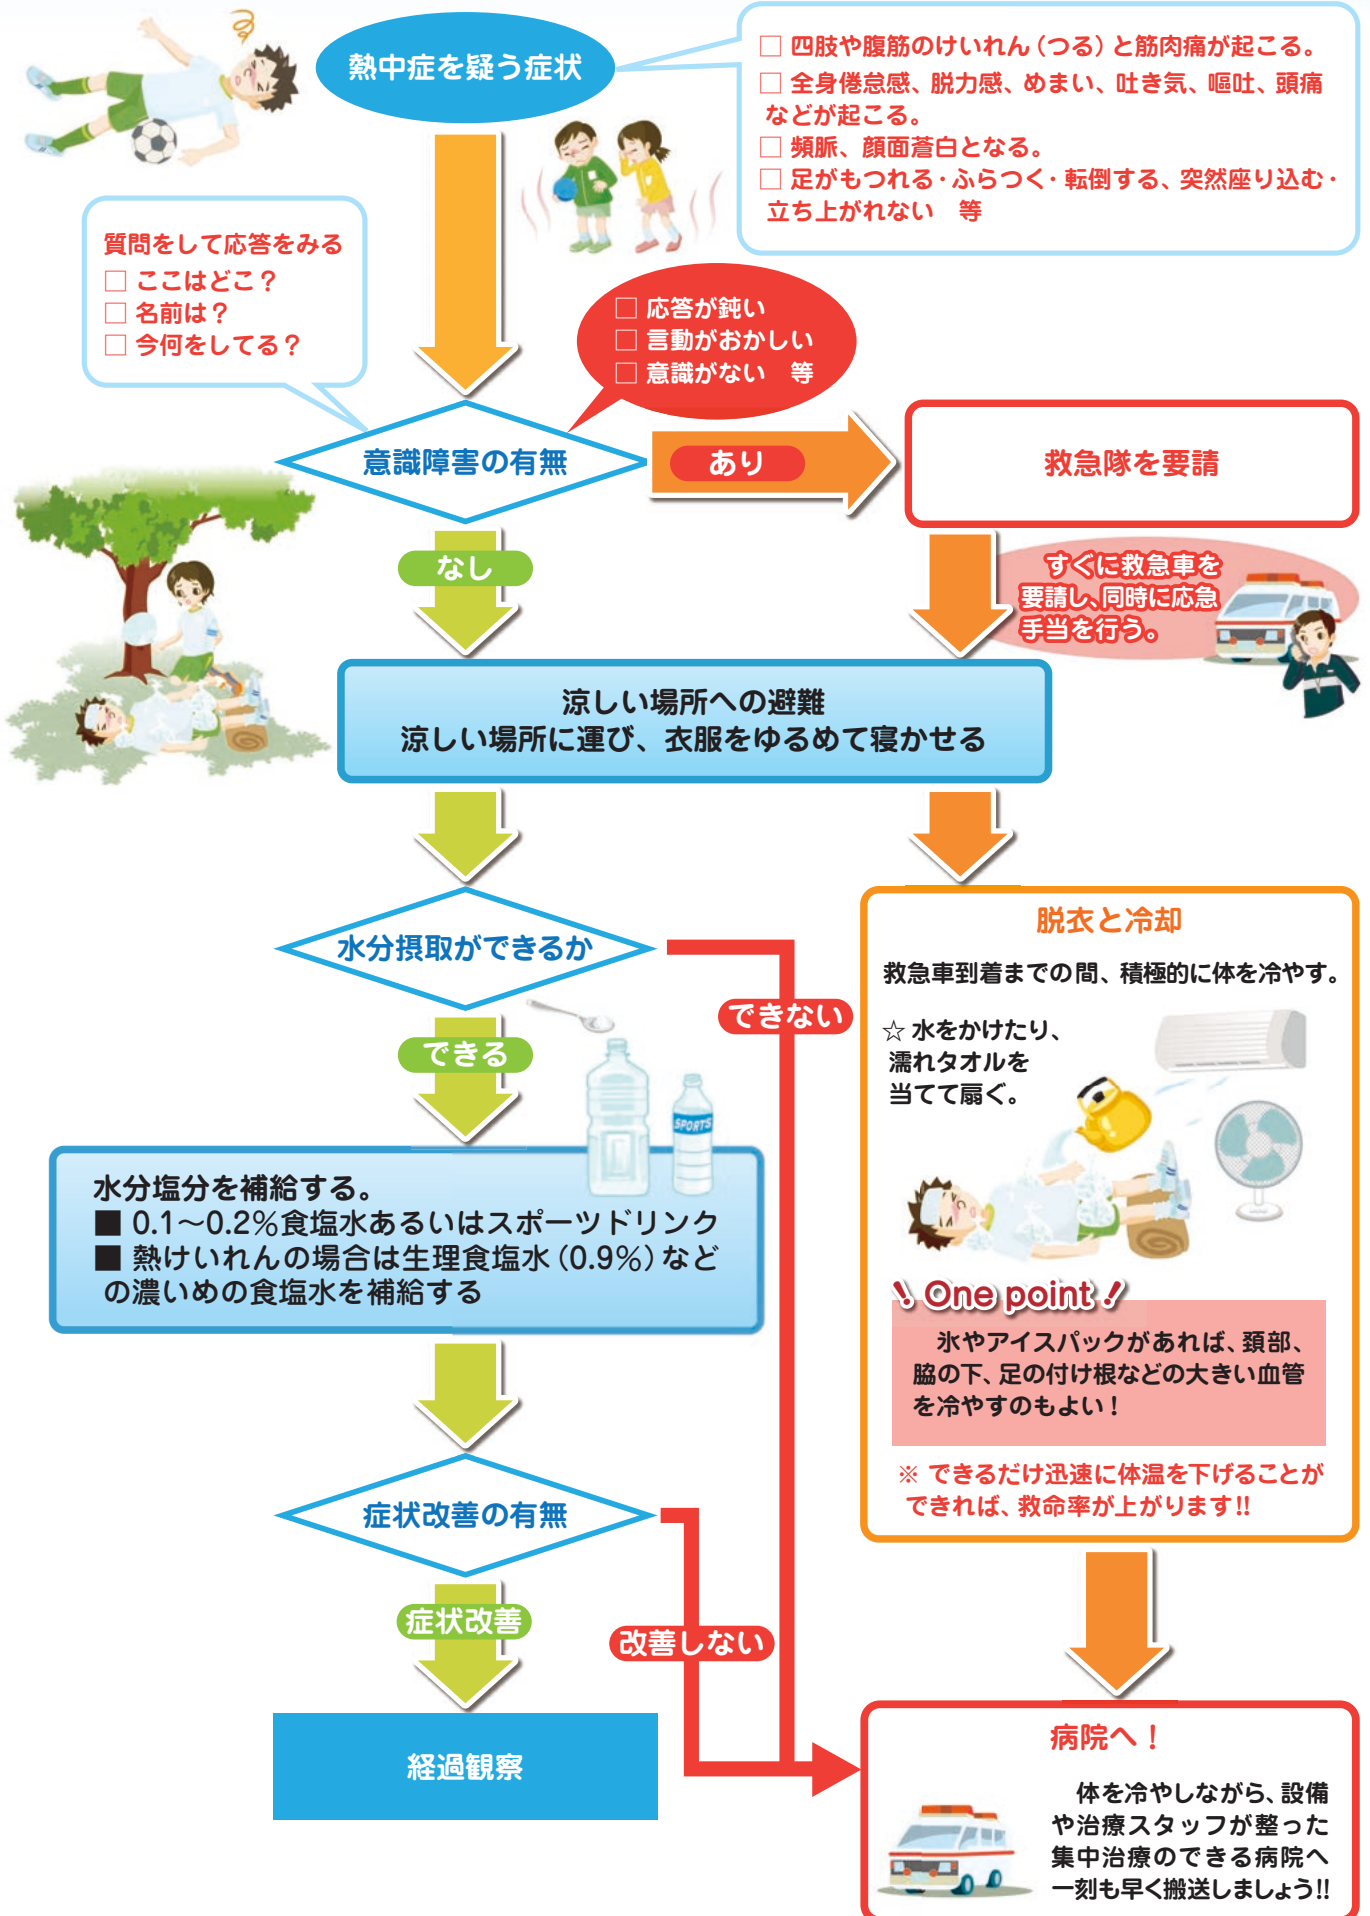 熱中症を疑う症状
□ 四肢や腹筋のけいれん（つる）と筋肉痛が起こる。
□ 全身倦怠感、脱力感、めまい、吐き気、嘔吐、頭痛
などが起こる。
□ 頻脈、顔面蒼白となる。
□ 足がもつれる・ふらつく・転倒する、突然座り込む・
立ち上がれない　等
質問をして応答をみる
□ ここはどこ？
□ 名前は？
□ 今何をしてる？
□ 応答が鈍い
□ 言動がおかしい
□ 意識がない　等
意識障害の有無
あり
救急隊を要請
なし
すぐに救急車を
要請し、同時に応急
手当を行う。
涼しい場所への避難
涼しい場所に運び、衣服をゆるめて寝かせる
水分摂取ができるか
できない
できる
SPORTS
水分塩分を補給する。
■ 0.1〜0.2％食塩水あるいはスポーツドリンク
■ 熱けいれんの場合は生理食塩水（0.9％）など
の濃いめの食塩水を補給する
脱衣と冷却
救急車到着までの間、積極的に体を冷やす。
☆ 水をかけたり、
濡れタオルを
当てて扇ぐ。
One point
氷やアイスパックがあれば、頚部、
脇の下、足の付け根などの大きい血管
を冷やすのもよい！
※ できるだけ迅速に体温を下げることが
できれば、救命率が上がります!!
症状改善の有無
症状改善
改善しない
経過観察
病院へ！
体を冷やしながら、設備
や治療スタッフが整った
集中治療のできる病院へ
一刻も早く搬送しましょう!!